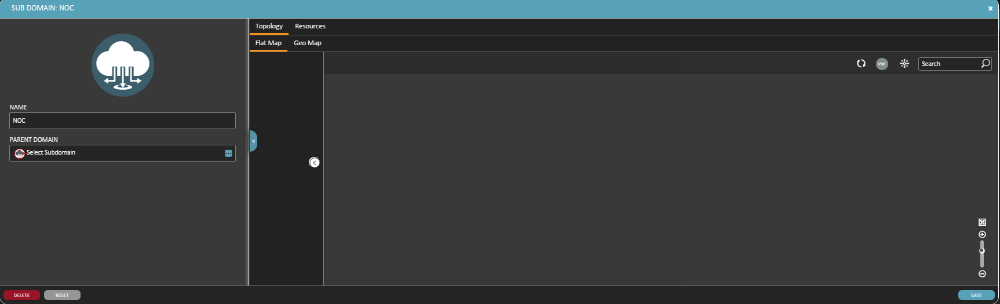 SUB DOMAIN: NOC
NAME
NOC
PARENT DOMAIN
Select Subdomain
Topology Resources
Flat Map Geo Map
VNF Search
DELETE RESET SAVE